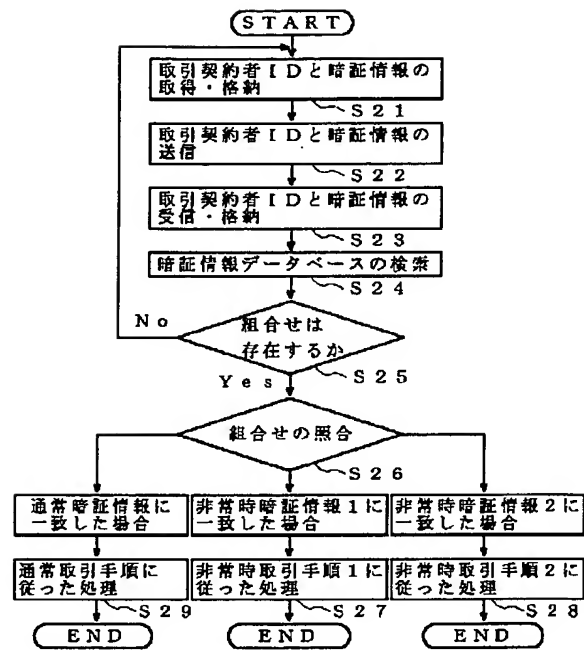 START
取引契約者IDと暗証情報の
取得・格納
S21
取引契約者IDと暗証情報の
送信
S22
取引契約者IDと暗証情報の
受信・格納
S23
暗証情報データベースの検索
S24
No
組合せは
存在するか
S25
Yes
組合せの照合
S26
通常暗証情報に
一致した場合
非常時暗証情報1に
一致した場合
非常時暗証情報2に
一致した場合
通常取引手順に
従った処理
S29
非常時取引手順1に
従った処理
S27
非常時取引手順2に
従った処理
S28
END
END
END